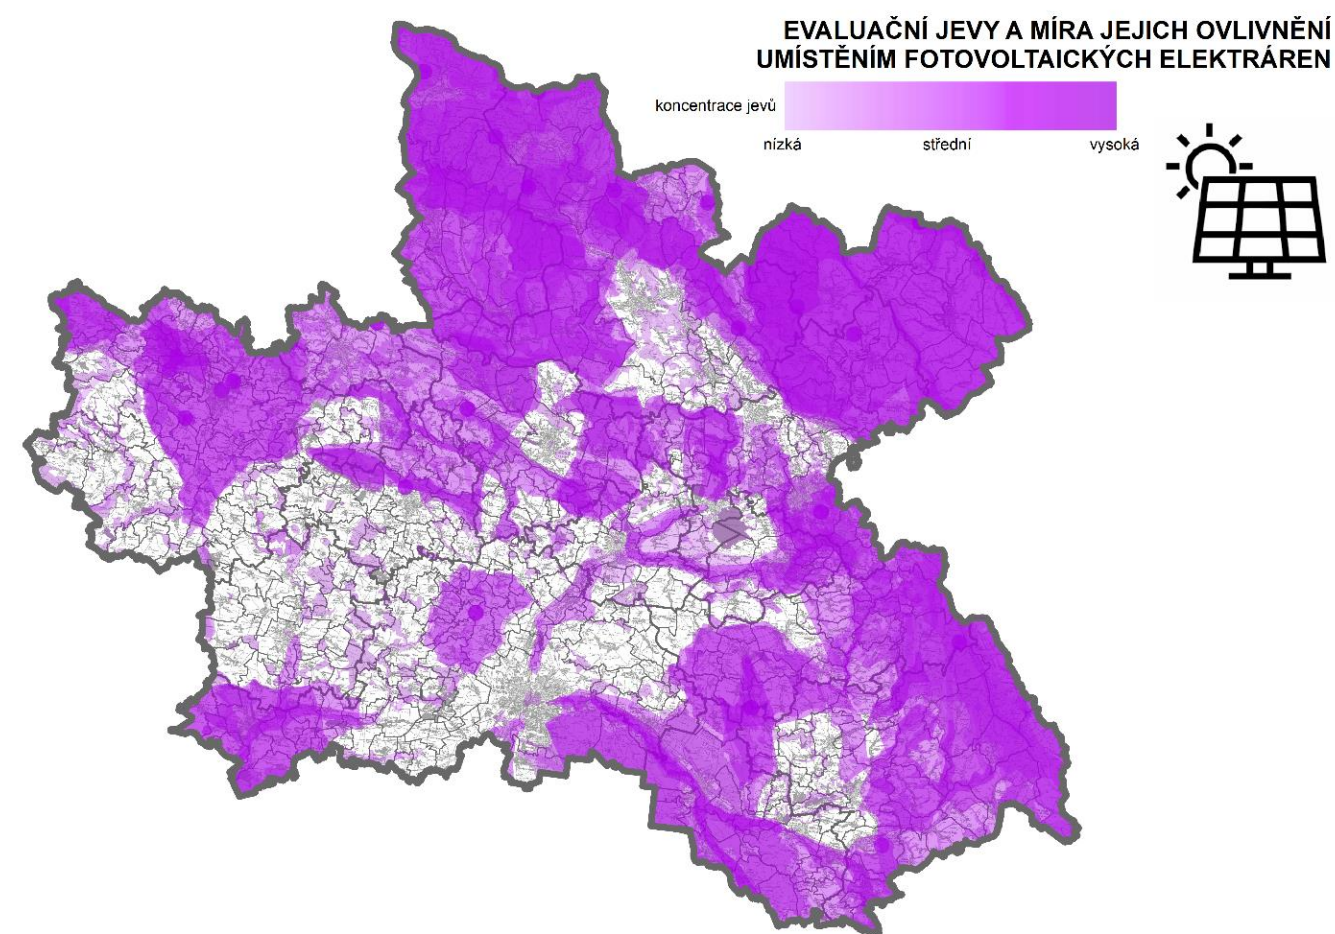 EVALUAČNÍ JEVY A MÍRA JEJICH OVLIVNĚNÍ
UMÍSTĚNÍM FOTOVOLTAICKÝCH ELEKTRÁREN
koncentrace jevů
nízká střední vysoká